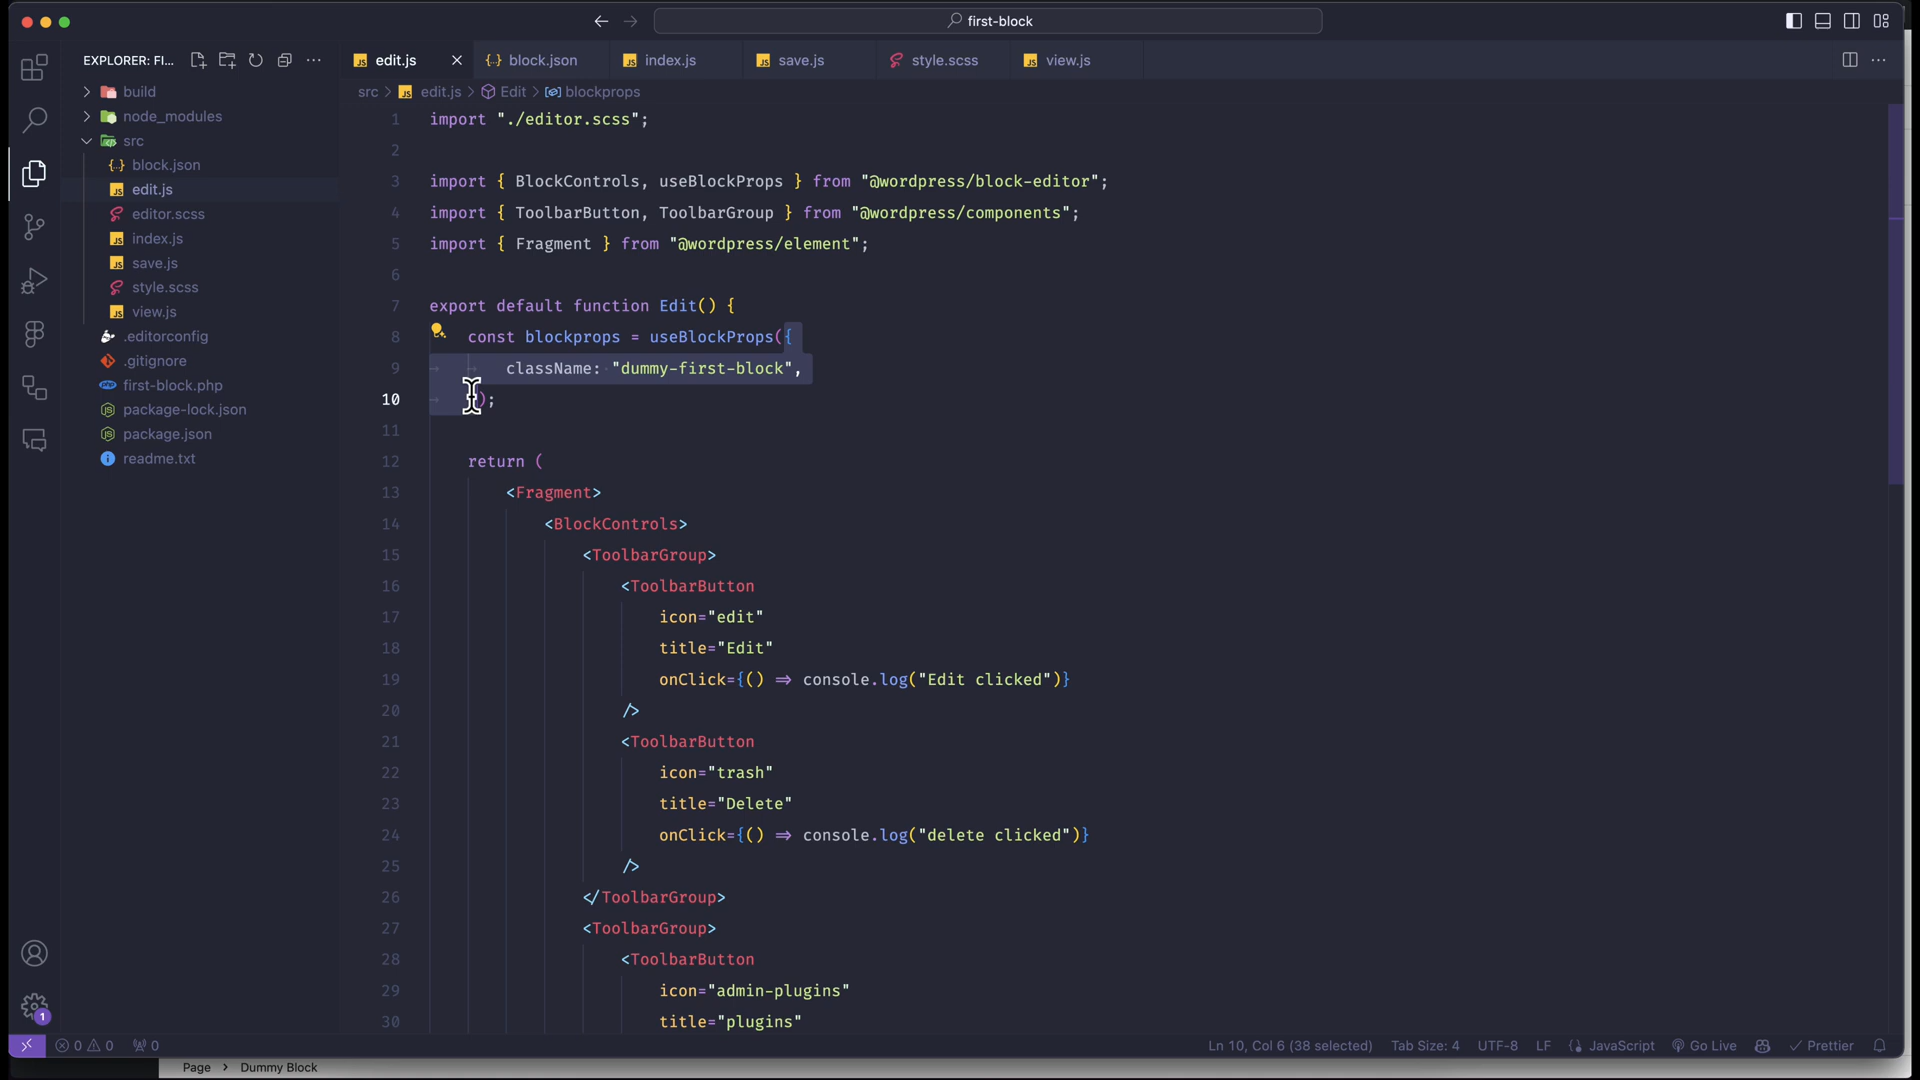 first-block
EXPLORER: FI...
build
node_modules
src
block.json
edit.js
editor.scss
index.js
save.js
style.scss
view.js
.editorconfig
.gitignore
first-block.php
package-lock.json
package.json
readme.txt
1
edit.js
block.json
index.js
save.js
style.scss
view.js
src > edit.js > Edit > blockprops
1 import "./editor.scss";
2
3 import { BlockControls, useBlockProps } from "@wordpress/block-editor";
4 import { ToolbarButton, ToolbarGroup } from "@wordpress/components";
5 import { Fragment } from "@wordpress/element";
6
7 export default function Edit() {
8 const blockprops = useBlockProps({
9 className: "dummy-first-block",
10 );
11
12 return (
13 <Fragment>
14 <BlockControls>
15 <ToolbarGroup>
16 <ToolbarButton
17 icon="edit"
18 title="Edit"
19 onClick={() => console.log("Edit clicked")}
20 />
21 <ToolbarButton
22 icon="trash"
23 title="Delete"
24 onClick={() => console.log("delete clicked")}
25 />
26 </ToolbarGroup>
27 <ToolbarGroup>
28 <ToolbarButton
29 icon="admin-plugins"
30 title="plugins"
0 0 0
Ln 10, Col 6 (38 selected) Tab Size: 4 UTF-8 LF JavaScript Go Live Prettier
Page > Dummy Block